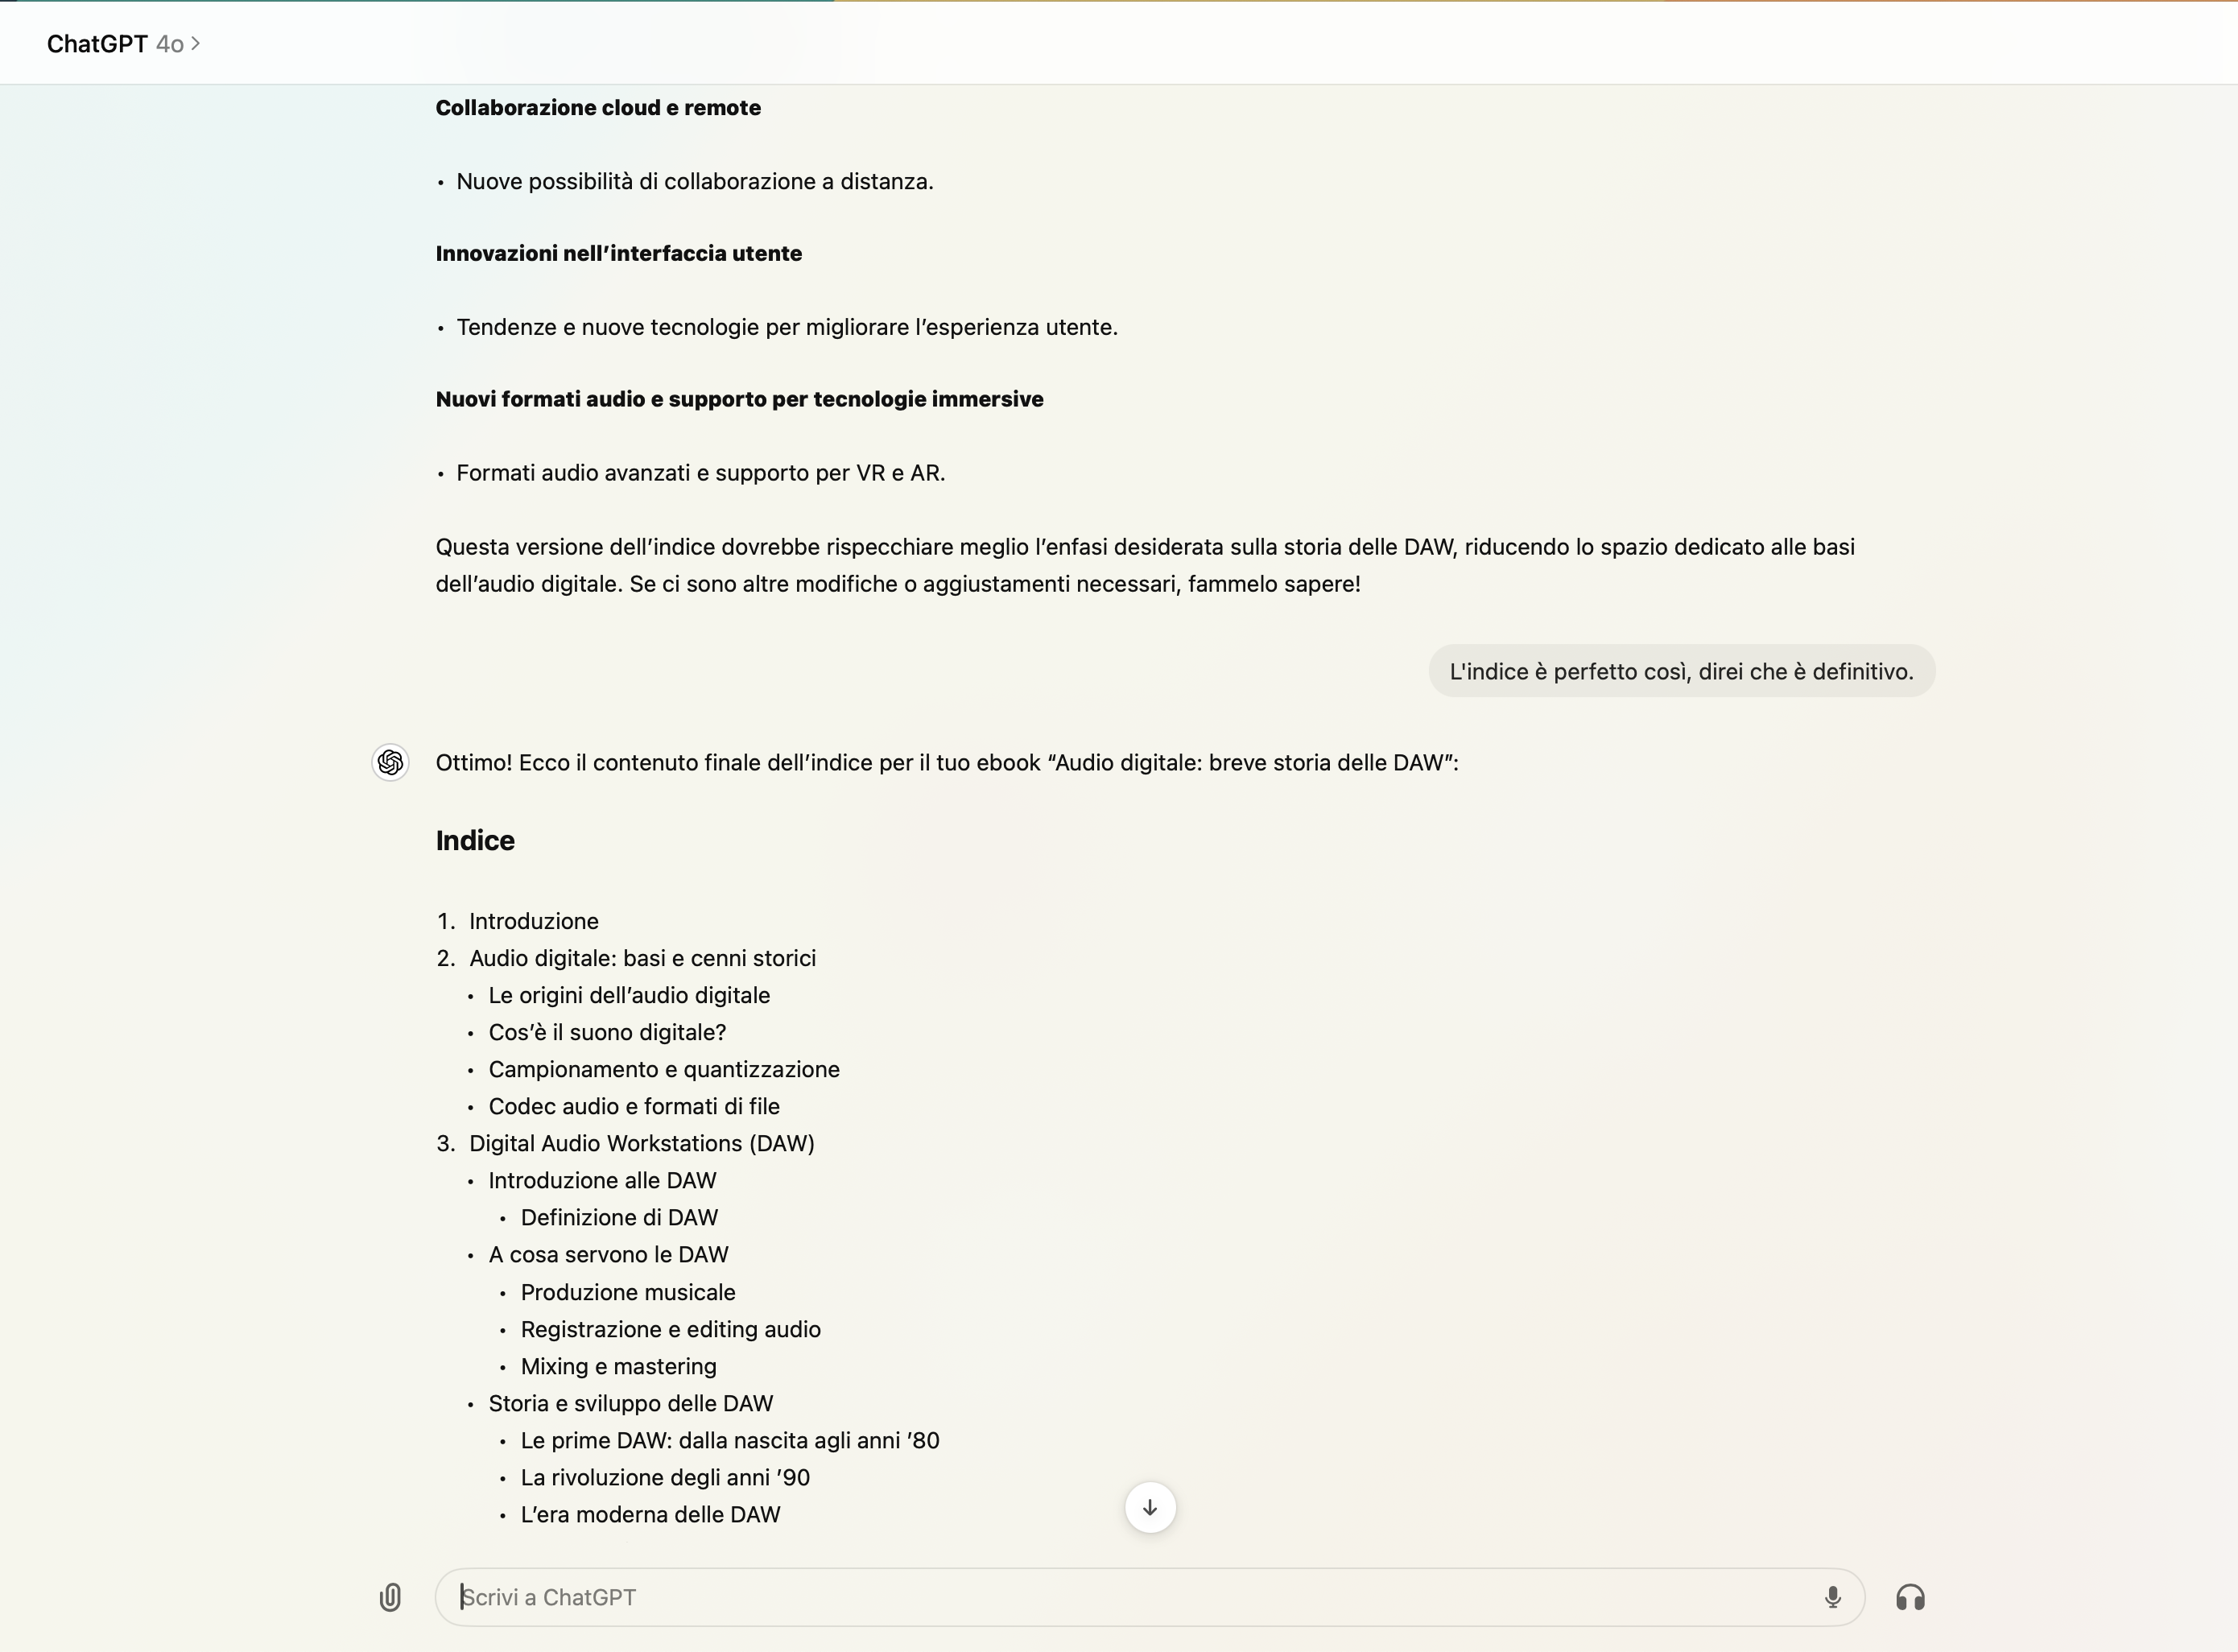 ChatGPT 4o >
Collaborazione cloud e remote
• Nuove possibilità di collaborazione a distanza.
Innovazioni nell’interfaccia utente
• Tendenze e nuove tecnologie per migliorare l’esperienza utente.
Nuovi formati audio e supporto per tecnologie immersive
• Formati audio avanzati e supporto per VR e AR.
Questa versione dell’indice dovrebbe rispecchiare meglio l’enfasi desiderata sulla storia delle DAW, riducendo lo spazio dedicato alle basi
dell’audio digitale. Se ci sono altre modifiche o aggiustamenti necessari, fammelo sapere!
L'indice è perfetto così, direi che è definitivo.
Ottimo! Ecco il contenuto finale dell’indice per il tuo ebook “Audio digitale: breve storia delle DAW”:
Indice
1. Introduzione
2. Audio digitale: basi e cenni storici
• Le origini dell’audio digitale
• Cos’è il suono digitale?
• Campionamento e quantizzazione
• Codec audio e formati di file
3. Digital Audio Workstations (DAW)
• Introduzione alle DAW
• Definizione di DAW
• A cosa servono le DAW
• Produzione musicale
• Registrazione e editing audio
• Mixing e mastering
• Storia e sviluppo delle DAW
• Le prime DAW: dalla nascita agli anni ’80
• La rivoluzione degli anni ’90
• L’era moderna delle DAW
Scrivi a ChatGPT